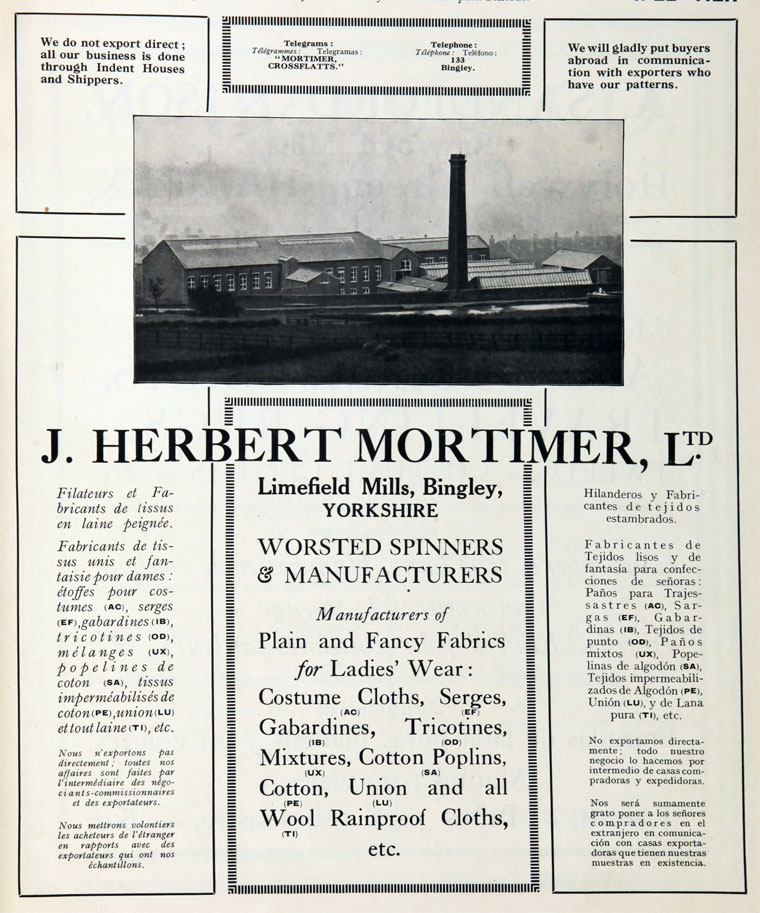 We do not export direct ;
all our business is done
through Indent Houses
and Shippers.
Telegrams :
Télégrammes : Telegramas :
"MORTIMER,
CROSSFLATTS."
Telephone :
Téléphone : Teléfono :
133
Bingley.
We will gladly put buyers
abroad in communica-
tion with exporters who
have our patterns.
J. HERBERT MORTIMER, LTD.
Filateurs et Fa-
bricants de tissus
en laine peignée.
Fabricants de tis-
sus unis et fan-
taisie pour dames :
étoffes pour cos-
tumes (AC), serges
(EF), gabardines (IB),
tricotines (OD),
mélanges (UX),
popelines de
coton (SA), tissus
imperméabilisés de
coton (PE), union (LU)
et tout laine (TI), etc.
Nous n'exportons pas
directement ; toutes nos
affaires sont faites par
l'intermédiaire des négo-
ciants-commissionnaires
et des exportateurs.
Nous mettrons volontiers
les acheteurs de l'étranger
en rapports avec des
exportateurs qui ont nos
échantillons.
Limefield Mills, Bingley,
YORKSHIRE
WORSTED SPINNERS
& MANUFACTURERS
Manufacturers of
Plain and Fancy Fabrics
for Ladies' Wear :
Costume Cloths, Serges,
(AC) (EF)
Gabardines, Tricotines,
(IB) (OD)
Mixtures, Cotton Poplins,
(UX) (SA)
Cotton, Union and all
(PE) (LU)
Wool Rainproof Cloths,
(TI)
etc.
Hilanderos y Fabri-
cantes de tejidos
estambrados.
Fabricantes de
Tejidos lisos y de
fantasía para confec-
ciones de señoras :
Paños para Trajes-
sastres (AC), Sar-
gas (EF), Gabar-
dinas (IB), Tejidos de
punto (OD), Paños
mixtos (UX), Pope-
linas de algodón (SA),
Tejidos impermeabili-
zados de Algodón (PE),
Unión (LU), y de Lana
pura (TI), etc.
No exportamos directa-
mente ; todo nuestro
negocio lo hacemos por
intermedio de casas com-
pradoras y expedidoras.
Nos será sumamente
grato poner a los señores
compradores en el
extranjero en comunica-
ción con casas exporta-
doras que tienen nuestras
muestras en existencia.